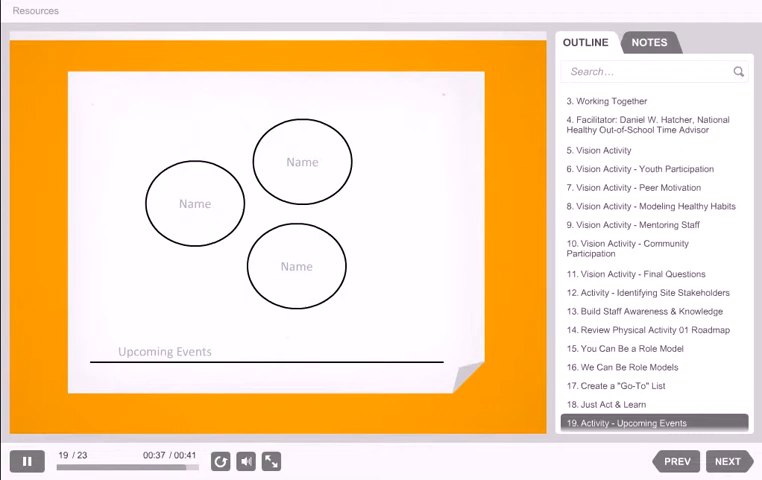 Resources
Name
Name
Name
Upcoming Events
OUTLINE
NOTES
Search...
3. Working Together
4. Facilitator: Daniel W. Hatcher, National
Healthy Out-of-School Time Advisor
5. Vision Activity
6. Vision Activity - Youth Participation
7. Vision Activity - Peer Motivation
8. Vision Activity - Modeling Healthy Habits
9. Vision Activity - Mentoring Staff
10. Vision Activity - Community
Participation
11. Vision Activity - Final Questions
12. Activity - Identifying Site Stakeholders
13. Build Staff Awareness & Knowledge
14. Review Physical Activity 01 Roadmap
15. You Can Be a Role Model
16. We Can Be Role Models
17. Create a "Go-To" List
18. Just Act & Learn
19. Activity - Upcoming Events
19 / 23
00:37 / 00:41
PREV
NEXT